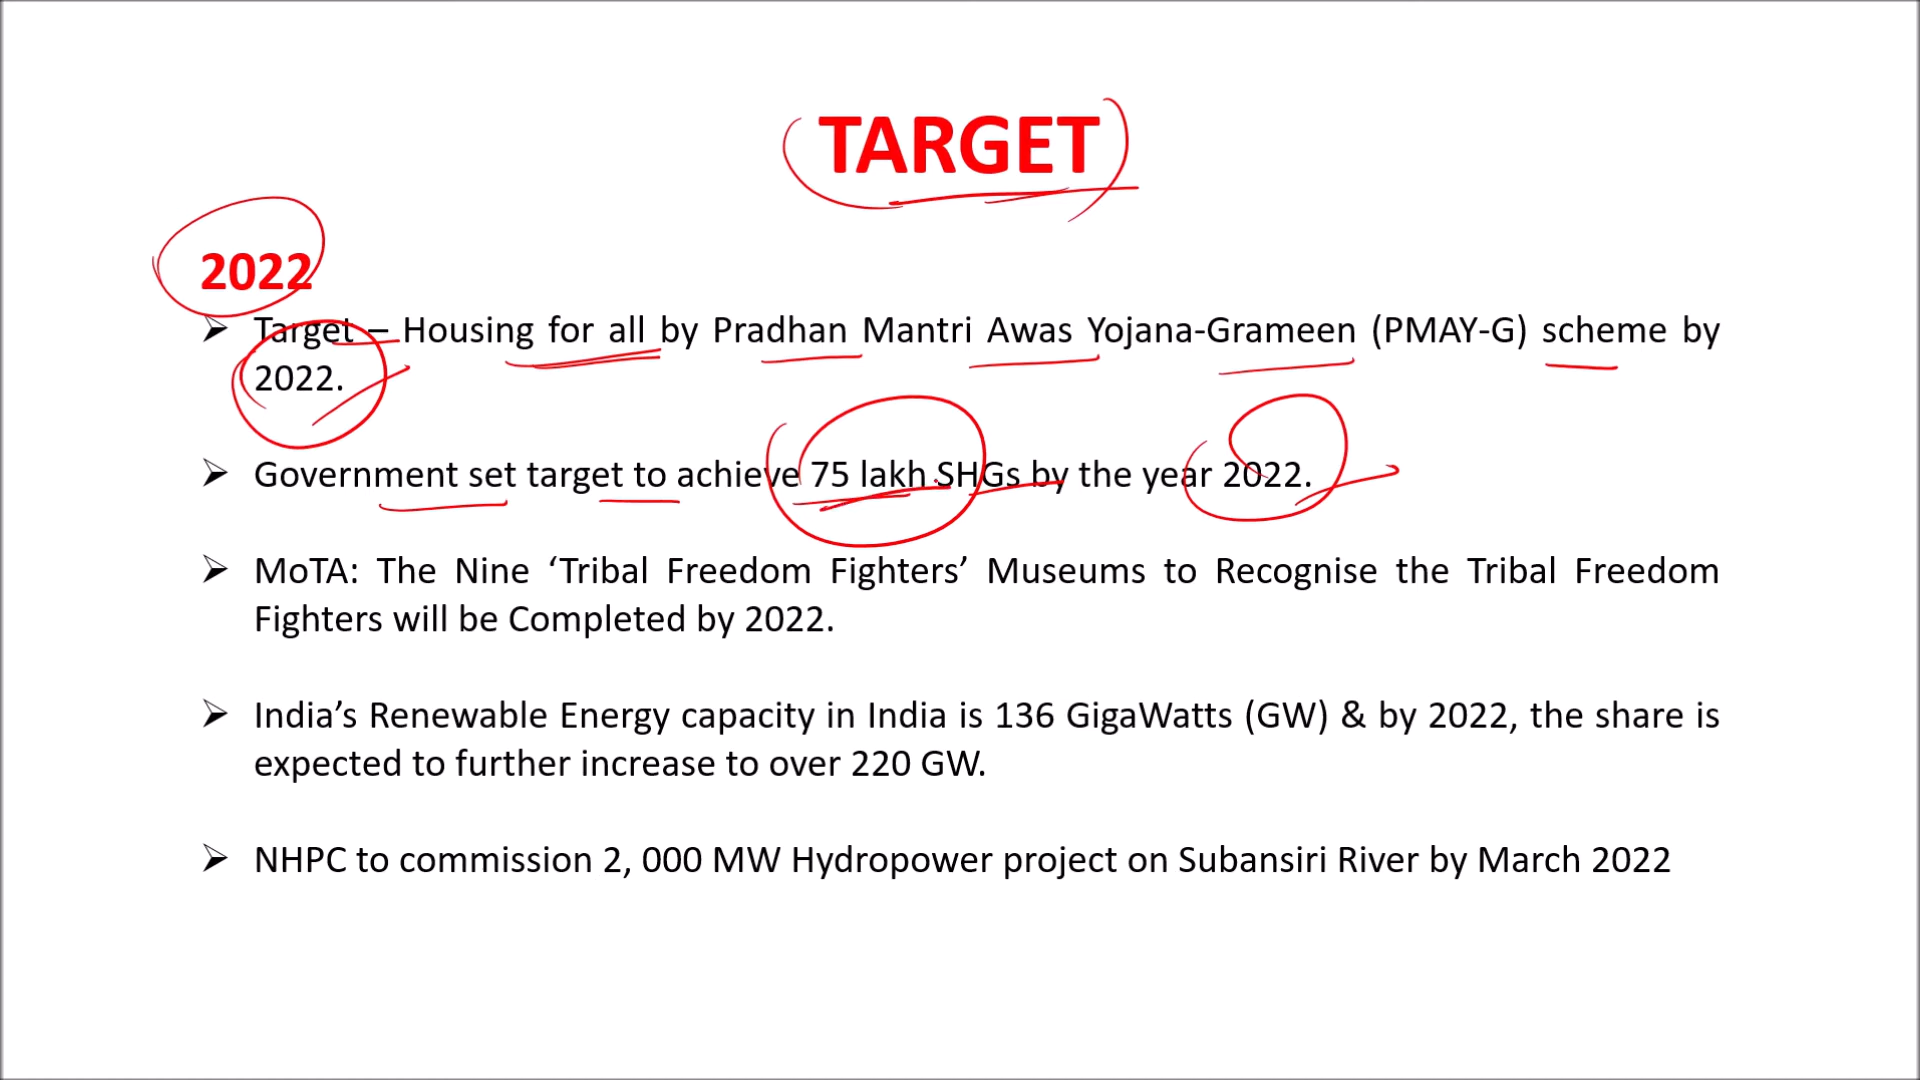 TARGET
2022
➢ Target – Housing for all by Pradhan Mantri Awas Yojana-Grameen (PMAY-G) scheme by
2022.
➢ Government set target to achieve 75 lakh SHGs by the year 2022.
➢ MoTA: The Nine ‘Tribal Freedom Fighters’ Museums to Recognise the Tribal Freedom
Fighters will be Completed by 2022.
➢ India’s Renewable Energy capacity in India is 136 GigaWatts (GW) & by 2022, the share is
expected to further increase to over 220 GW.
➢ NHPC to commission 2, 000 MW Hydropower project on Subansiri River by March 2022